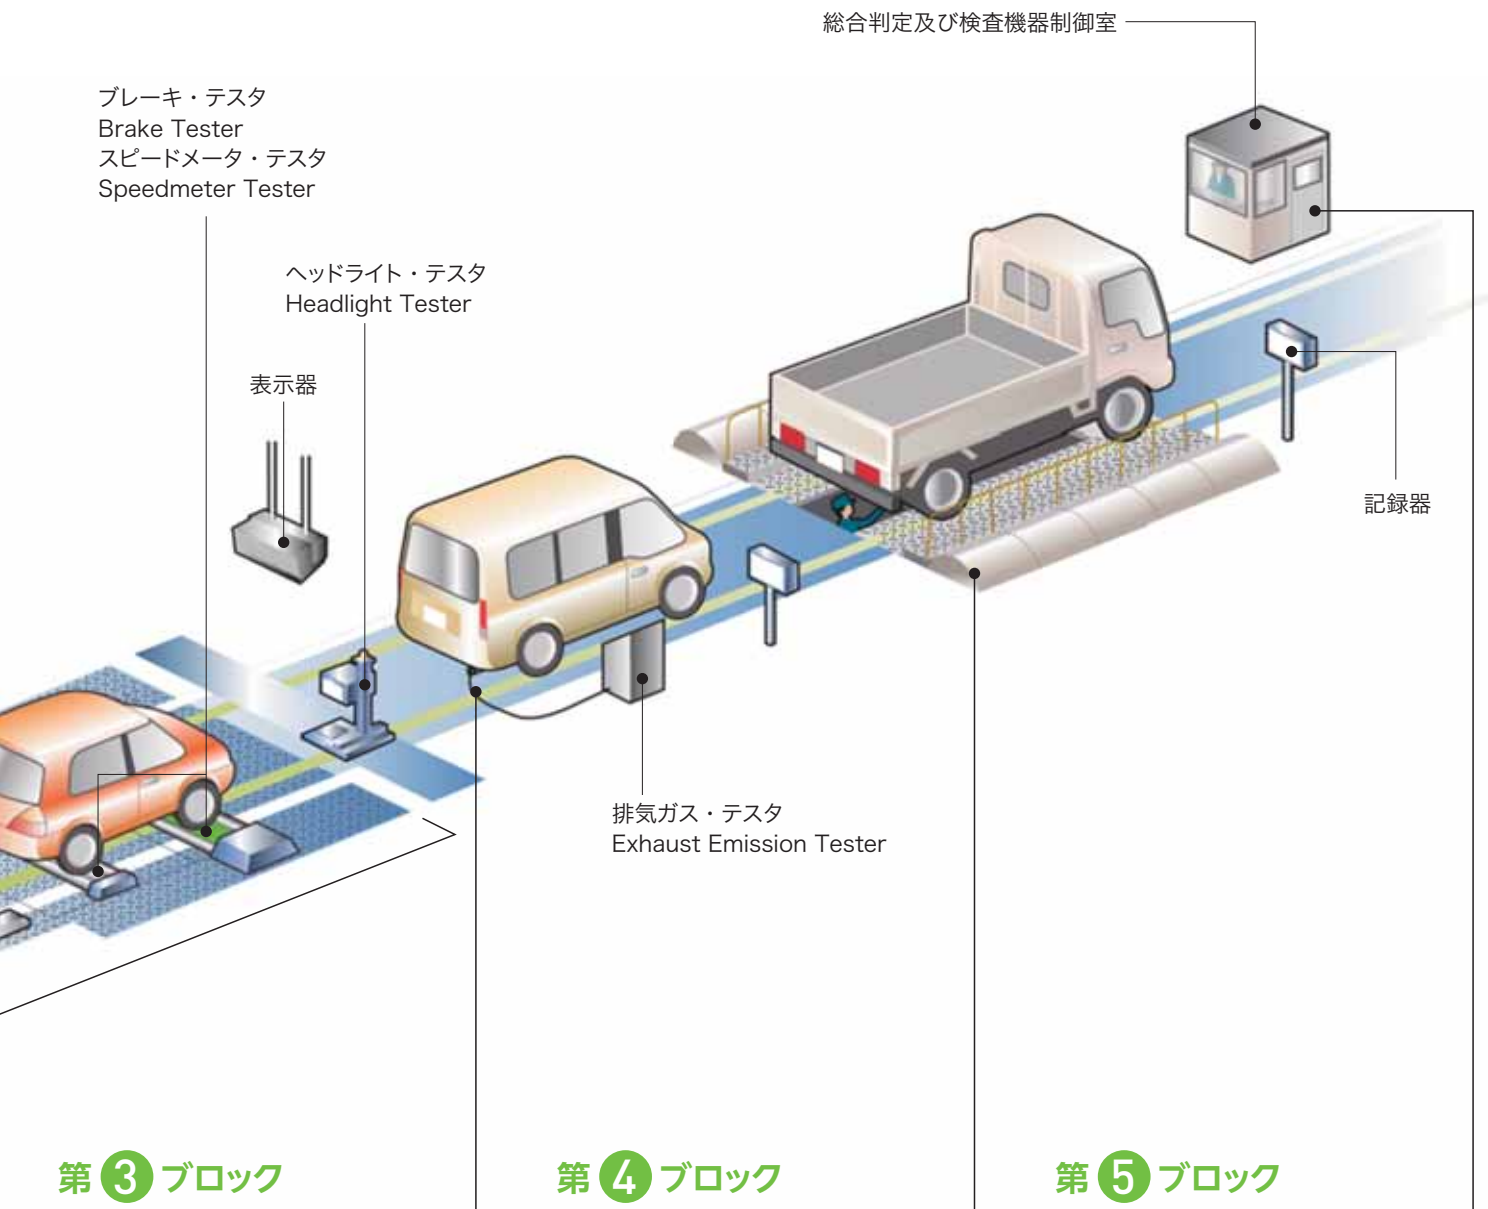 総合判定及び検査機器制御室
ブレーキ・テスタ
Brake Tester
スピードメータ・テスタ
Speedmeter Tester
ヘッドライト・テスタ
Headlight Tester
表示器
記録器
排気ガス・テスタ
Exhaust Emission Tester
第3ブロック
第4ブロック
第5ブロック